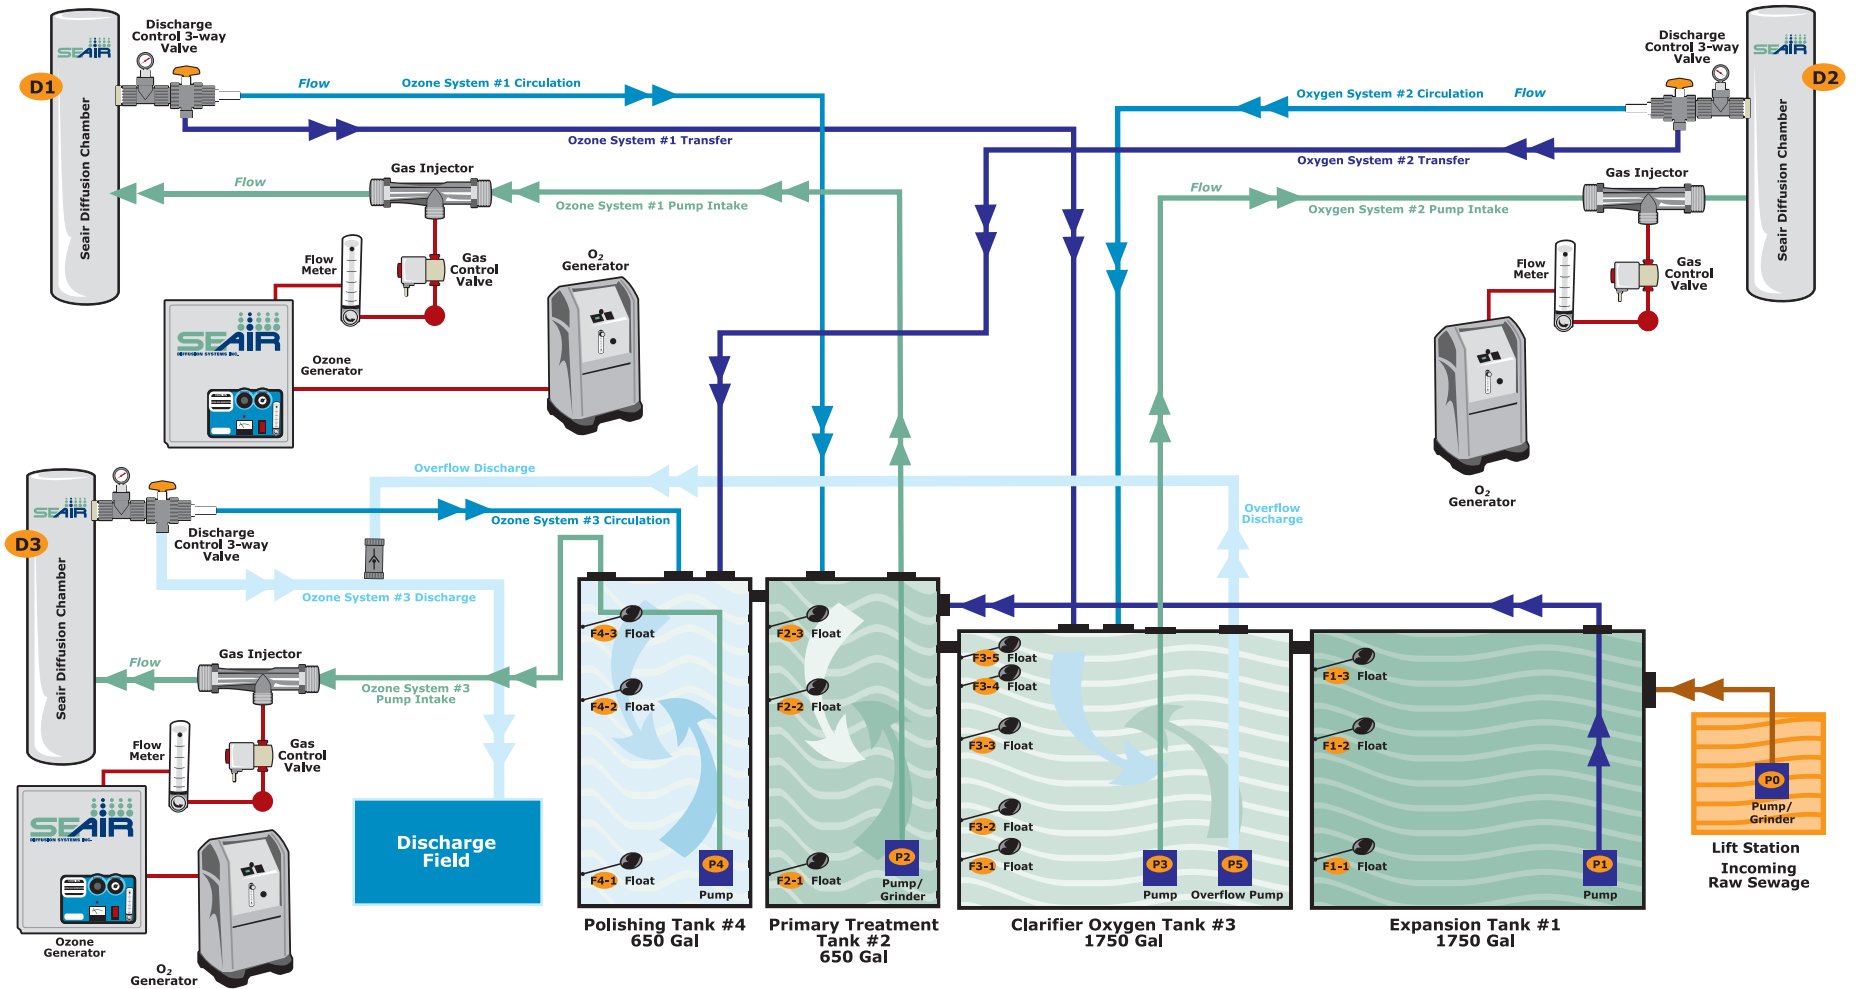 SEAIR
D1
Seair Diffusion Chamber
Discharge
Control 3-way
Valve
Flow
Ozone System #1 Circulation
Ozone System #1 Transfer
Flow
Gas Injector
Ozone System #1 Pump Intake
Flow
Meter
Gas
Control
Valve
O2
Generator
SEAIR
DIFFUSION SYSTEMS INC.
Ozone
Generator
Discharge
Control 3-way
Valve
SEAIR
D2
Seair Diffusion Chamber
Oxygen System #2 Circulation
Flow
Oxygen System #2 Transfer
Flow
Gas Injector
Oxygen System #2 Pump Intake
Flow
Meter
Gas
Control
Valve
O2
Generator
SEAIR
D3
Seair Diffusion Chamber
Discharge
Control 3-way
Valve
Overflow Discharge
Ozone System #3 Circulation
Overflow
Discharge
Ozone System #3 Discharge
Flow
Gas Injector
Ozone System #3
Pump Intake
Flow
Meter
Gas
Control
Valve
SEAIR
DIFFUSION SYSTEMS INC.
Ozone
Generator
O2
Generator
Discharge
Field
F4-3 Float
F4-2 Float
F4-1 Float
P4
Pump
Polishing Tank #4
650 Gal
F2-3 Float
F2-2 Float
F2-1 Float
P2
Pump/
Grinder
Primary Treatment
Tank #2
650 Gal
F3-5 Float
F3-4 Float
F3-3 Float
F3-2 Float
F3-1 Float
P3
Pump
P5
Overflow Pump
Clarifier Oxygen Tank #3
1750 Gal
F1-3 Float
F1-2 Float
F1-1 Float
P1
Pump
Expansion Tank #1
1750 Gal
P0
Pump/
Grinder
Lift Station
Incoming
Raw Sewage